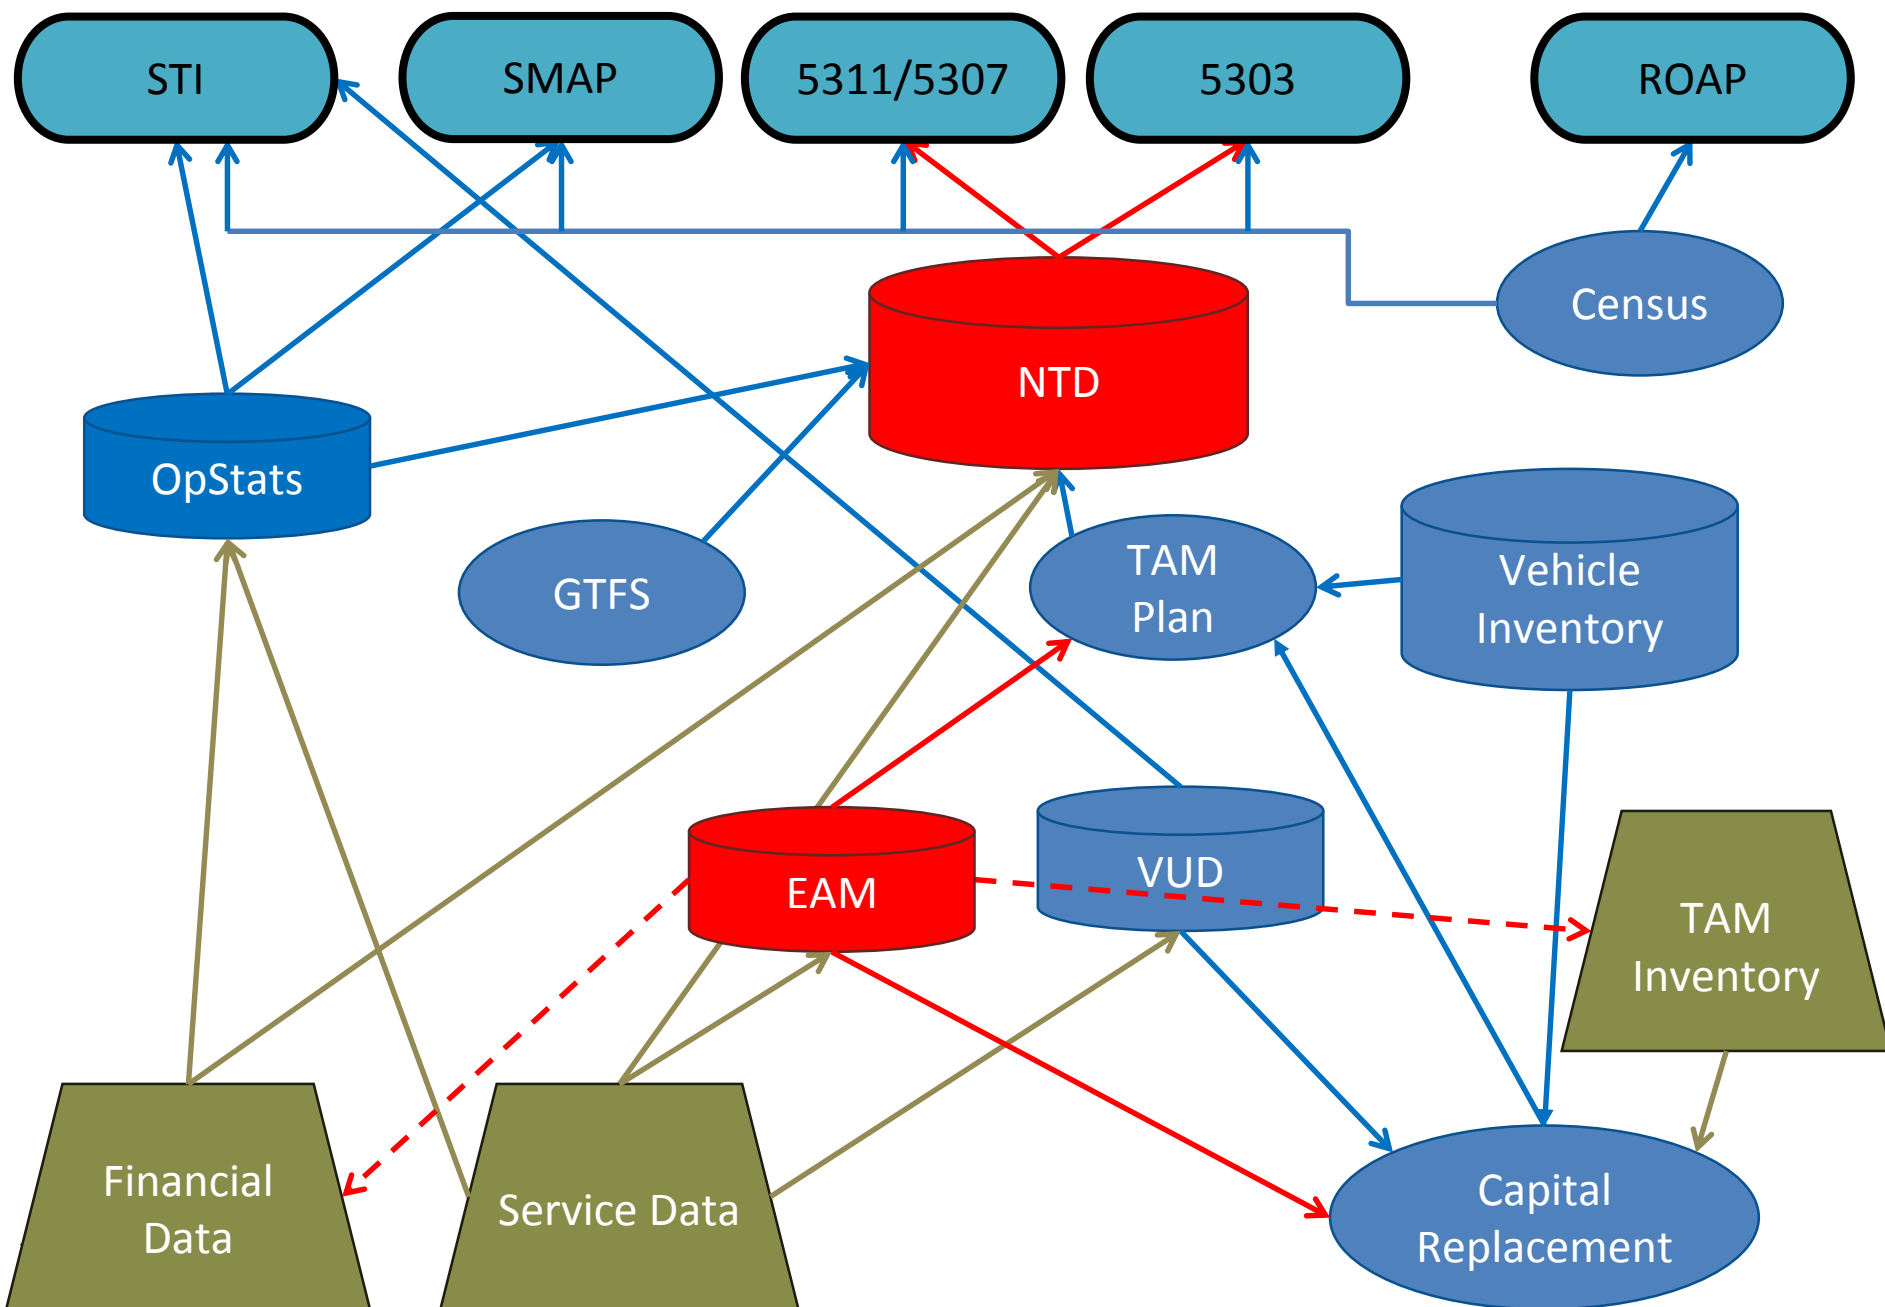 STI
SMAP
5311/5307
5303
ROAP
Census
NTD
OpStats
GTFS
TAM
Plan
Vehicle
Inventory
EAM
VUD
TAM
Inventory
Financial
Data
Service Data
Capital
Replacement